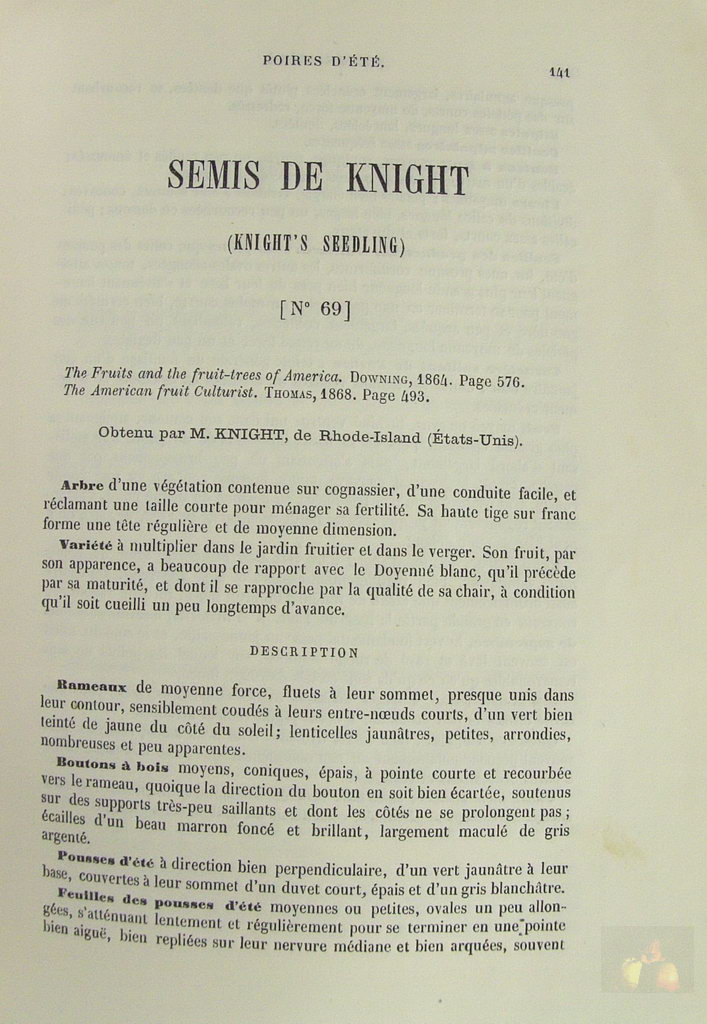 POIRES D'ÉTÉ.
141
SEMIS DE KNIGHT
(KNIGHT'S SEEDLING)
[N° 69]
The Fruits and the fruit-trees of America. DOWNING, 1864. Page 576.
The American fruit Culturist. THOMAS, 1868. Page 493.
Obtenu par M. KNIGHT, de Rhode-Island (États-Unis).
Arbre d'une végétation contenue sur cognassier, d'une conduite facile, et
réclamant une taille courte pour ménager sa fertilité. Sa haute tige sur franc
forme une tête régulière et de moyenne dimension.
Variété à multiplier dans le jardin fruitier et dans le verger. Son fruit, par
son apparence, a beaucoup de rapport avec le Doyenné blanc, qu'il précède
par sa maturité, et dont il se rapproche par la qualité de sa chair, à condition
qu'il soit cueilli un peu longtemps d'avance.
DESCRIPTION
Rameaux de moyenne force, fluets à leur sommet, presque unis dans
leur contour, sensiblement coudés à leurs entre-nœuds courts, d'un vert bien
teinté de jaune du côté du soleil; lenticelles jaunâtres, petites, arrondies,
nombreuses et peu apparentes.
Boutons à bois moyens, coniques, épais, à pointe courte et recourbée
vers le rameau, quoique la direction du bouton en soit bien écartée, soutenus
sur des supports très-peu saillants et dont les côtés ne se prolongent pas;
écailles d'un beau marron foncé et brillant, largement maculé de gris
argenté.
Pousses d'été à direction bien perpendiculaire, d'un vert jaunâtre à leur
base, couvertes à leur sommet d'un duvet court, épais et d'un gris blanchâtre.
Feuilles des pousses d'été moyennes ou petites, ovales un peu allon-
gées, s'atténuant lentement et régulièrement pour se terminer en une pointe
bien aiguë, bien repliées sur leur nervure médiane et bien arquées, souvent